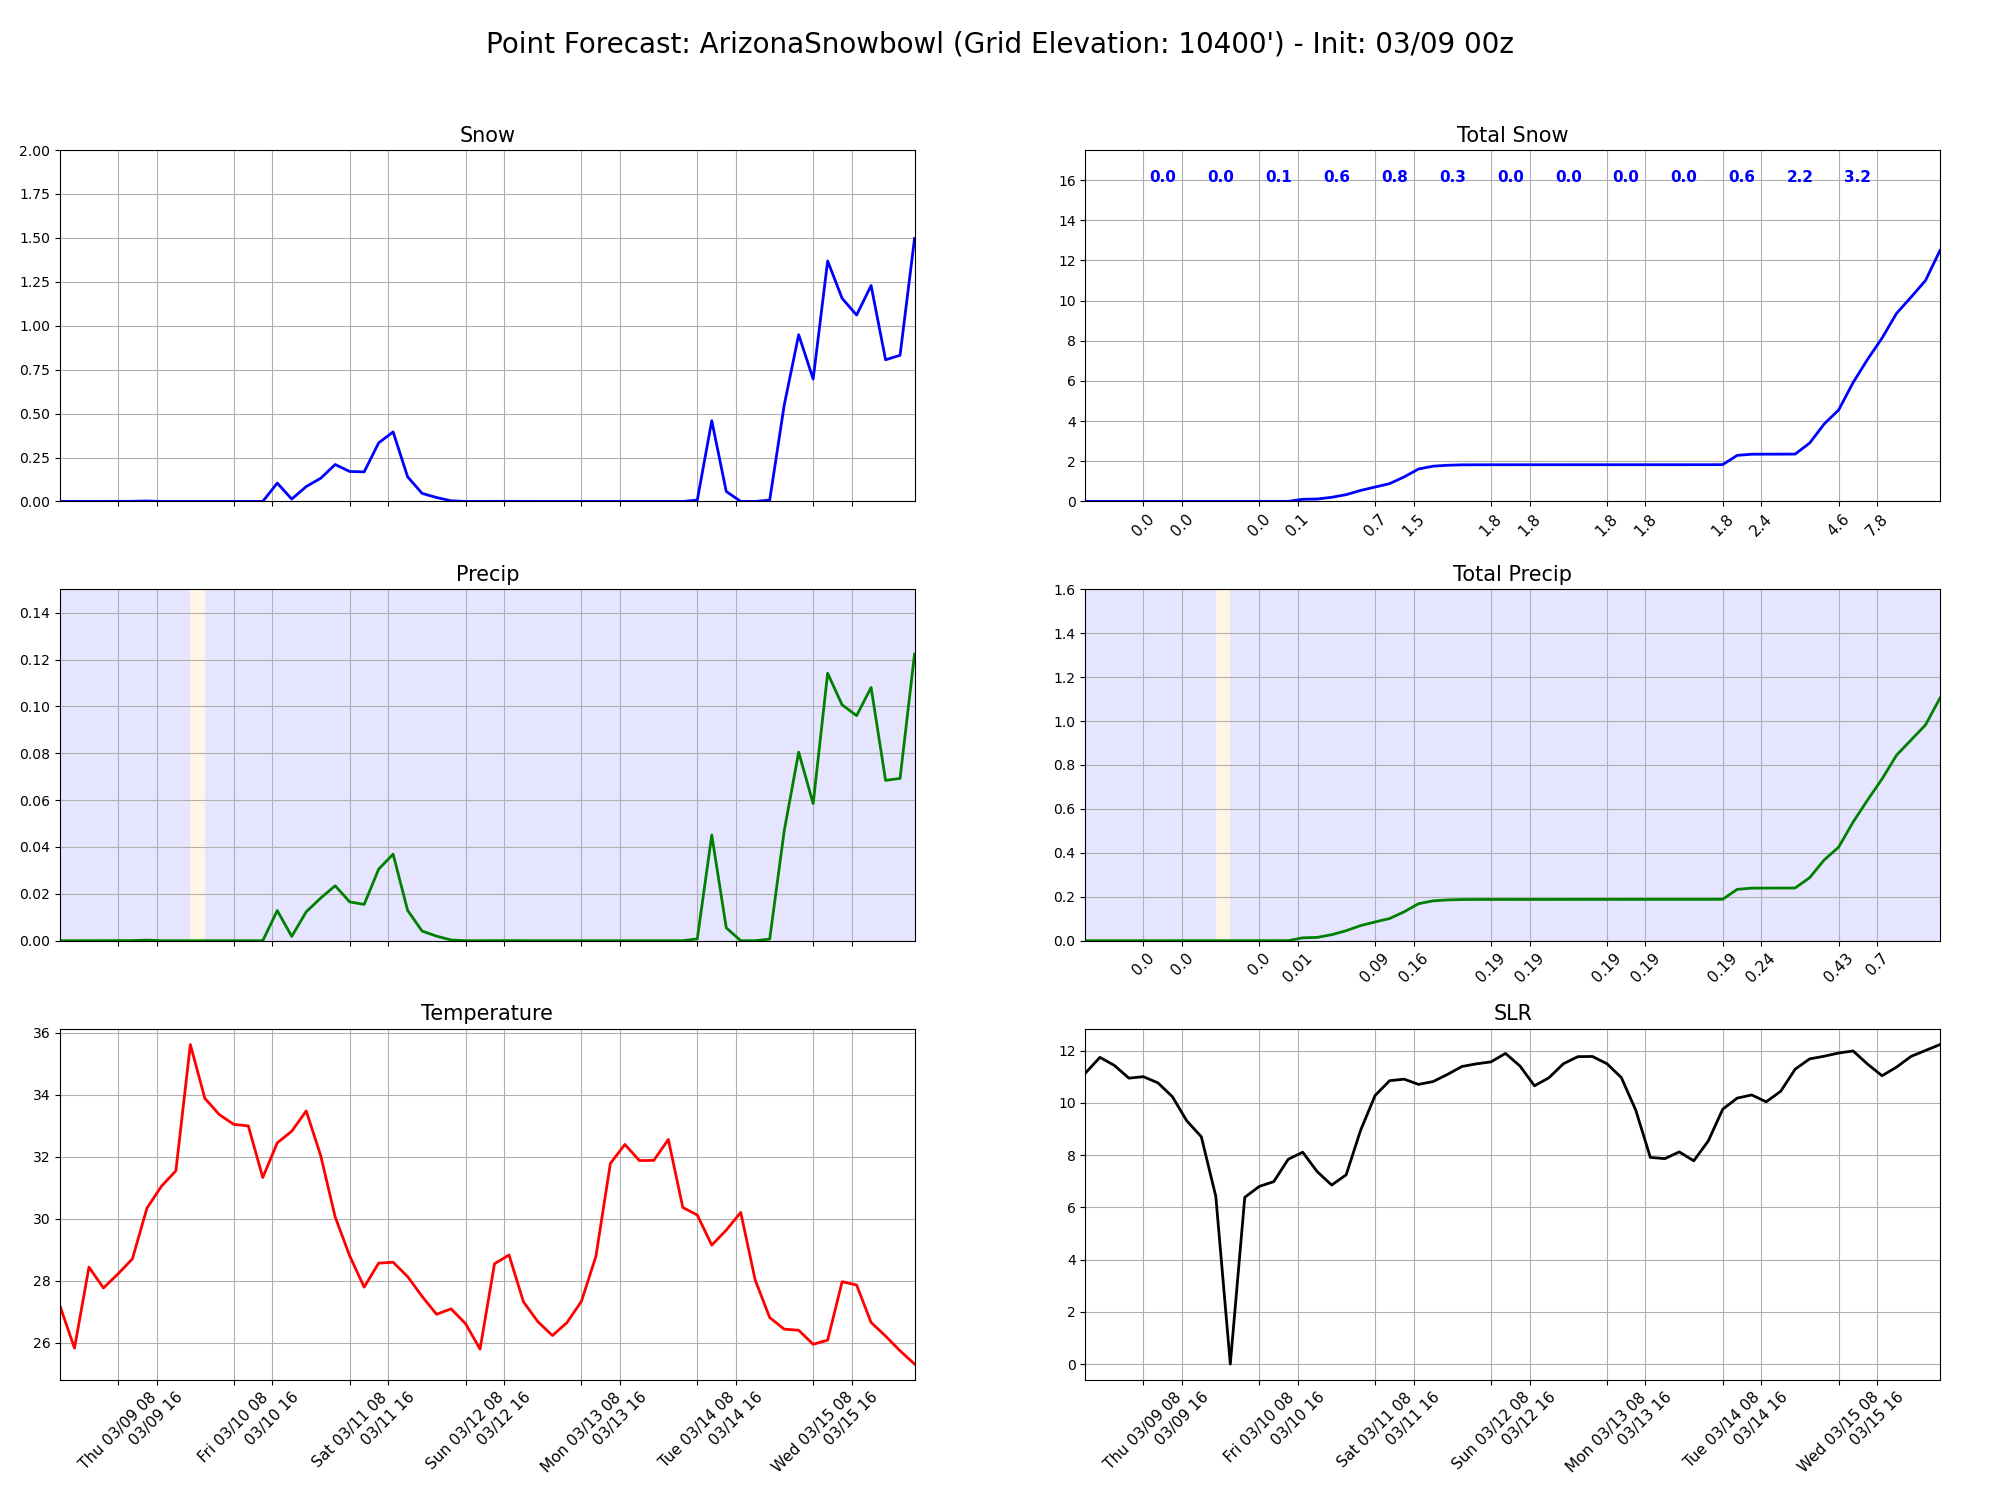 Point Forecast: ArizonaSnowbowl (Grid Elevation: 10400') - Init: 03/09 00z
Snow
2.00
1.75
1.50
1.25
1.00
0.75
0.50
0.25
0.00
Total Snow
0.0 0.0 0.1 0.6 0.8 0.3 0.0 0.0 0.0 0.0 0.6 2.2 3.2
16
14
12
10
8
6
4
2
0
0.0 0.0 0.0 0.1 0.7 1.5 1.8 1.8 1.8 1.8 1.8 2.4 4.6 7.8
Precip
0.14
0.12
0.10
0.08
0.06
0.04
0.02
0.00
Total Precip
1.6
1.4
1.2
1.0
0.8
0.6
0.4
0.2
0.0
0.0 0.0 0.0 0.01 0.09 0.16 0.19 0.19 0.19 0.19 0.19 0.24 0.43 0.7
Temperature
36
34
32
30
28
26
Thu 03/09 08
03/09 16
Fri 03/10 08
03/10 16
Sat 03/11 08
03/11 16
Sun 03/12 08
03/12 16
Mon 03/13 08
03/13 16
Tue 03/14 08
03/14 16
Wed 03/15 08
03/15 16
SLR
12
10
8
6
4
2
0
Thu 03/09 08
03/09 16
Fri 03/10 08
03/10 16
Sat 03/11 08
03/11 16
Sun 03/12 08
03/12 16
Mon 03/13 08
03/13 16
Tue 03/14 08
03/14 16
Wed 03/15 08
03/15 16